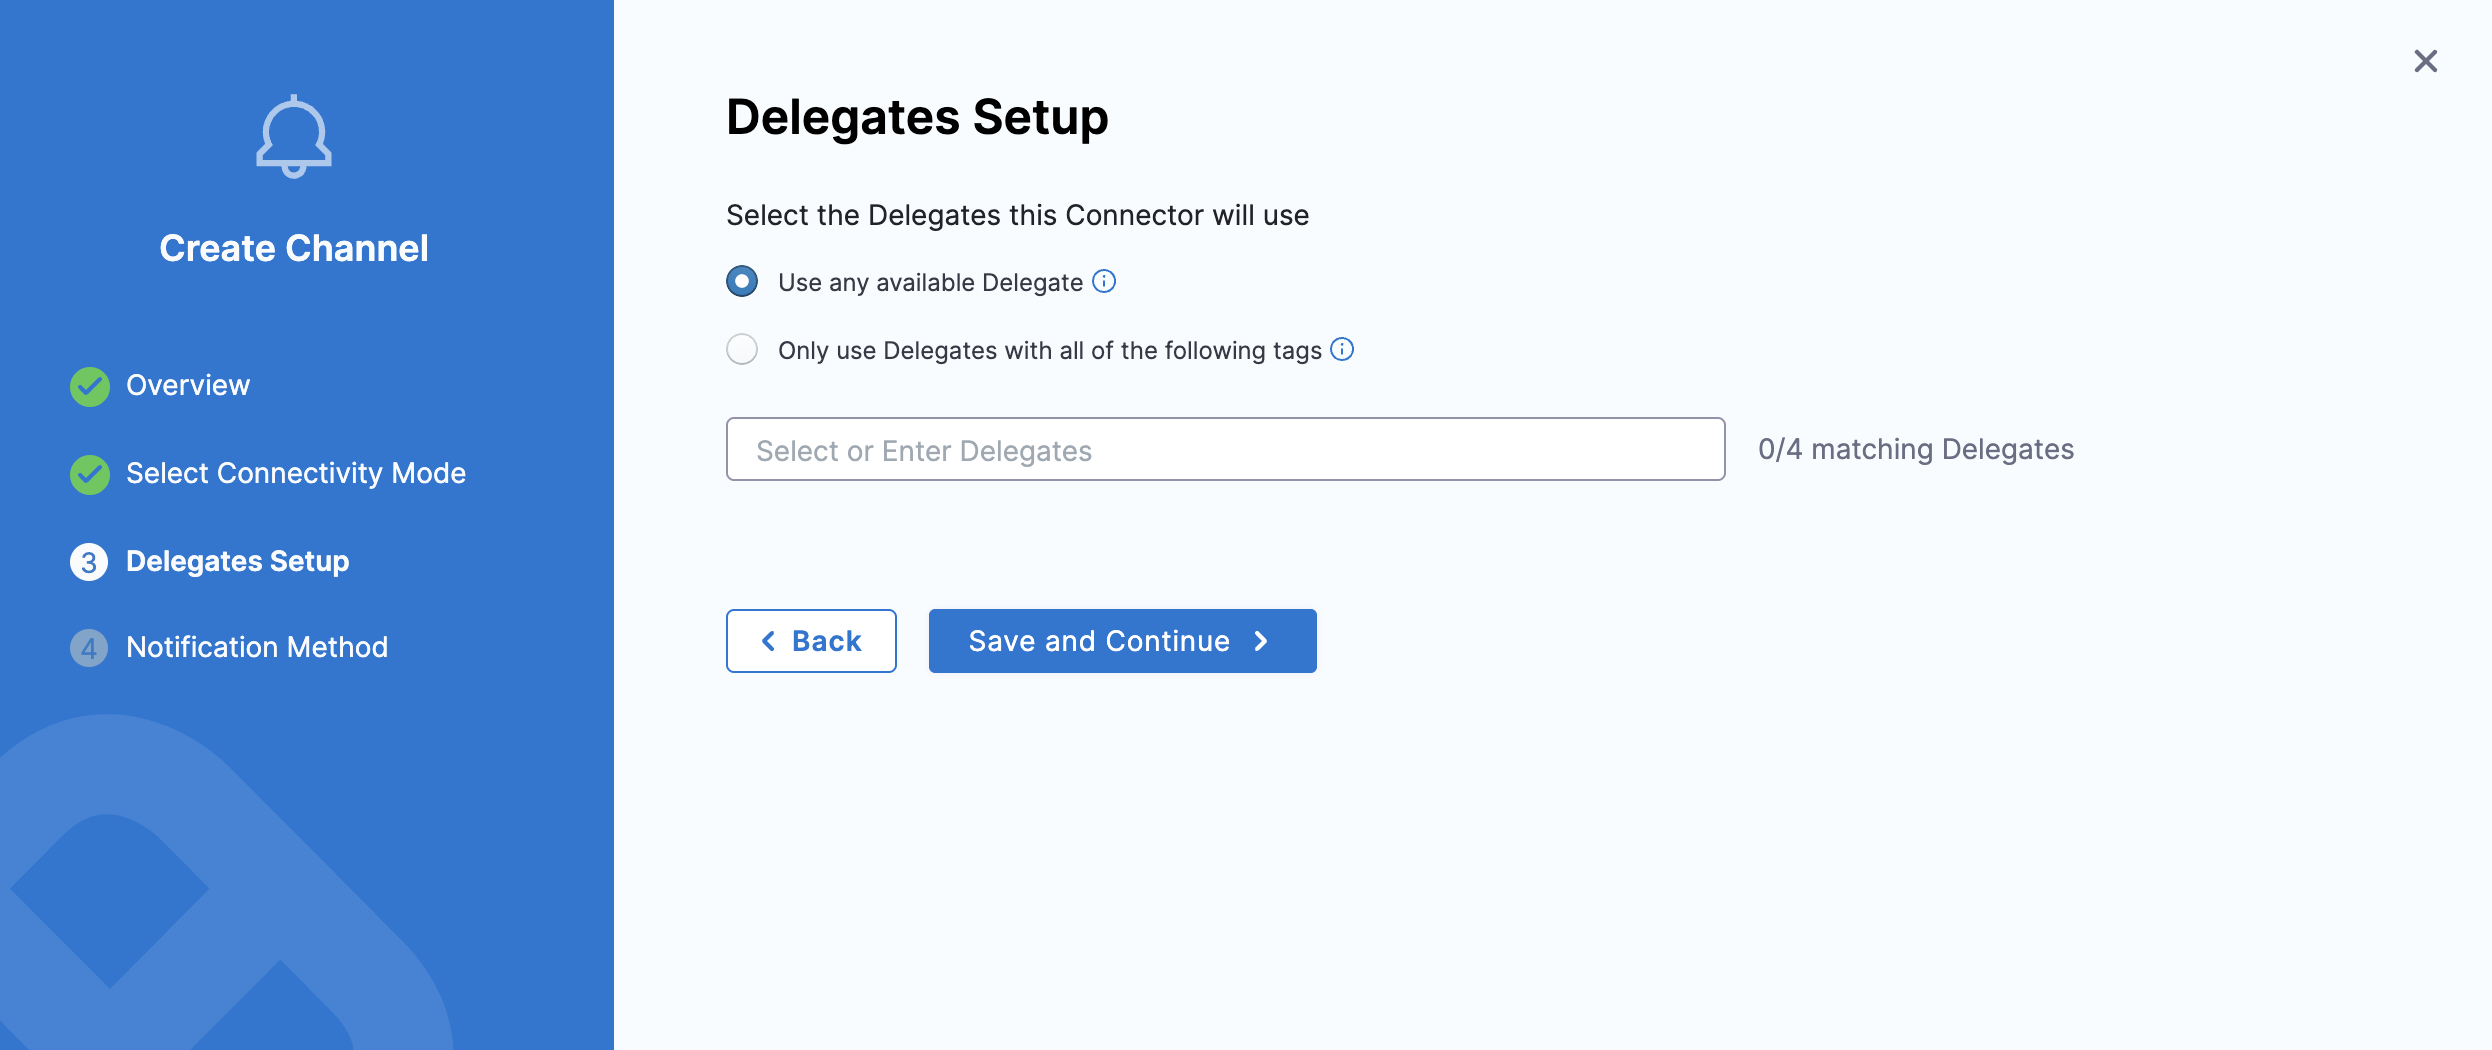 Create Channel
Overview
Select Connectivity Mode
3 Delegates Setup
4 Notification Method
Delegates Setup
Select the Delegates this Connector will use
Use any available Delegate
Only use Delegates with all of the following tags
Select or Enter Delegates
0/4 matching Delegates
Back
Save and Continue